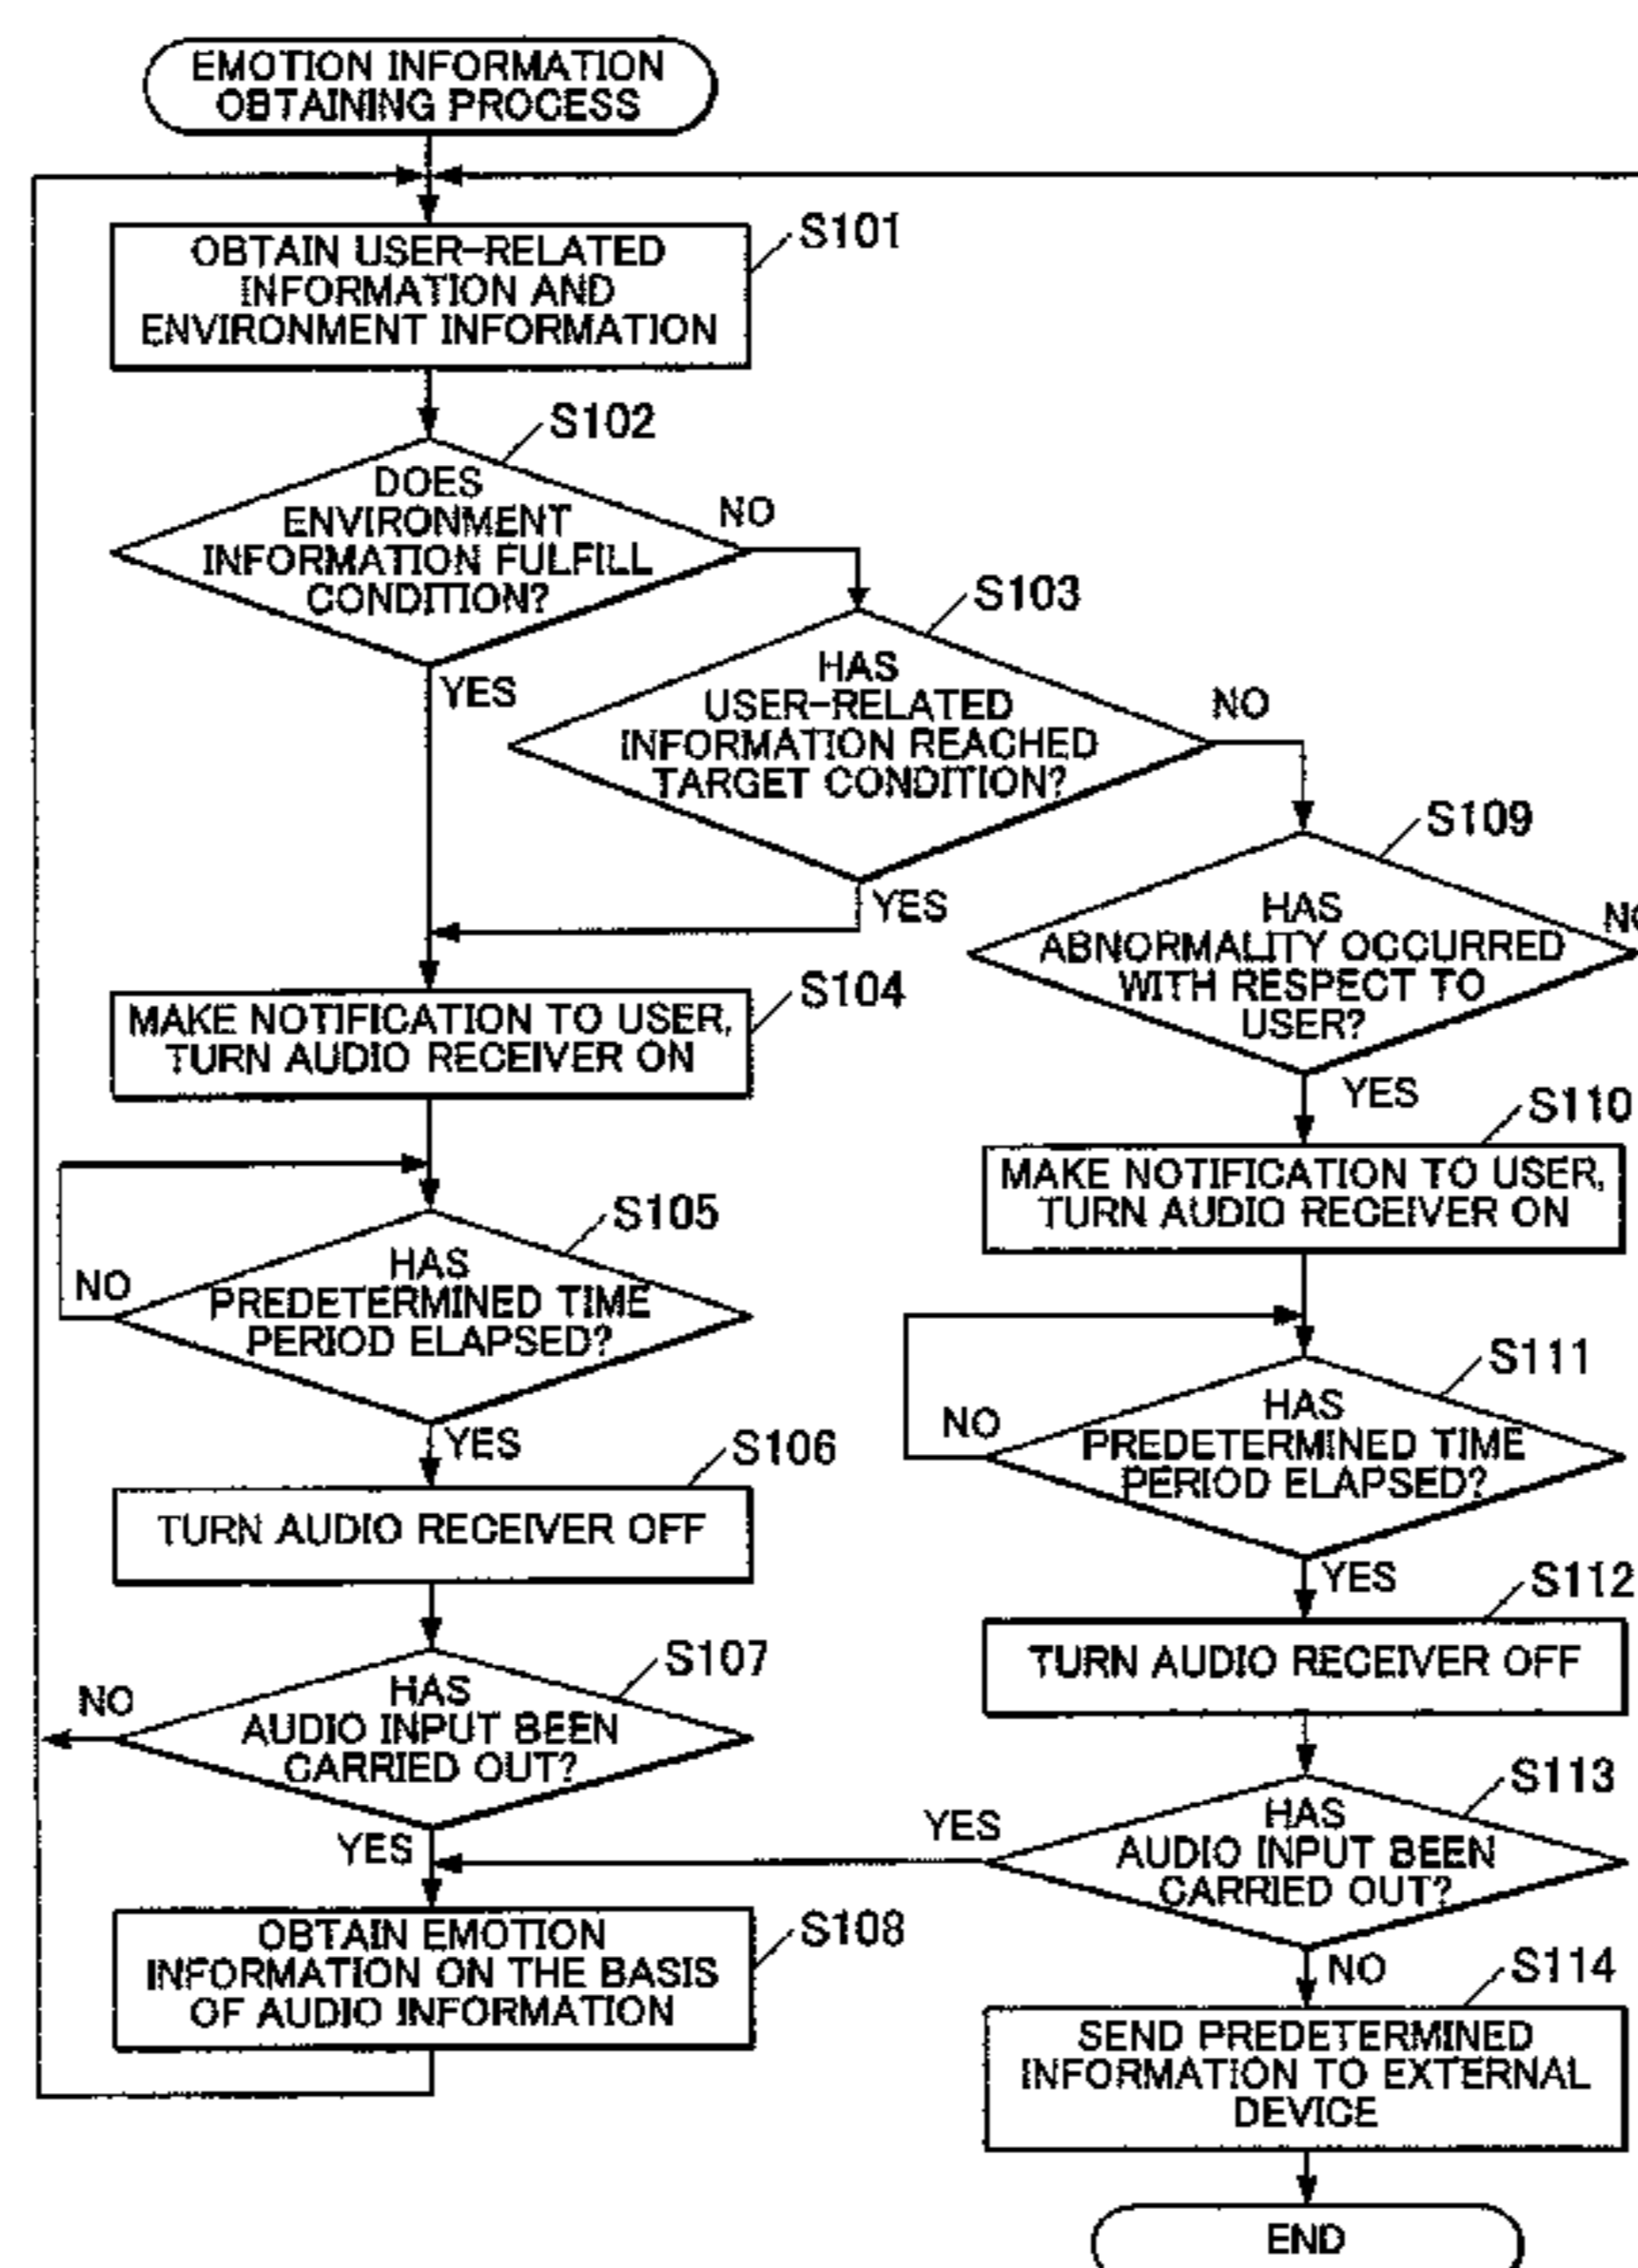 EMOTION INFORMATION
OBTAINING PROCESS
S101
OBTAIN USER-RELATED
INFORMATION AND
ENVIRONMENT INFORMATION
S102
DOES
ENVIRONMENT
INFORMATION FULFILL
CONDITION?
NO
YES
S103
HAS
USER-RELATED
INFORMATION REACHED
TARGET CONDITION?
NO
YES
S104
MAKE NOTIFICATION TO USER,
TURN AUDIO RECEIVER ON
S105
HAS
PREDETERMINED TIME
PERIOD ELAPSED?
NO
YES
S106
TURN AUDIO RECEIVER OFF
S107
HAS
AUDIO INPUT BEEN
CARRIED OUT?
NO
YES
S108
OBTAIN EMOTION
INFORMATION ON THE BASIS
OF AUDIO INFORMATION
S109
HAS
ABNORMALITY OCCURRED
WITH RESPECT TO
USER?
NO
YES
S110
MAKE NOTIFICATION TO USER,
TURN AUDIO RECEIVER ON
S111
HAS
PREDETERMINED TIME
PERIOD ELAPSED?
NO
YES
S112
TURN AUDIO RECEIVER OFF
S113
HAS
AUDIO INPUT BEEN
CARRIED OUT?
YES
NO
S114
SEND PREDETERMINED
INFORMATION TO EXTERNAL
DEVICE
END